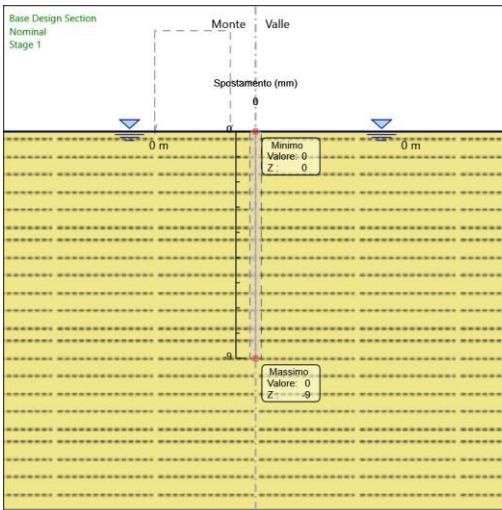 Base Design Section
Nominal
Stage 1
Monte
Valle
Spostamento (mm)
0
0
0 m
0 m
Minimo
Valore: 0
Z : 0
-9
Massimo
Valore: 0
Z : -9